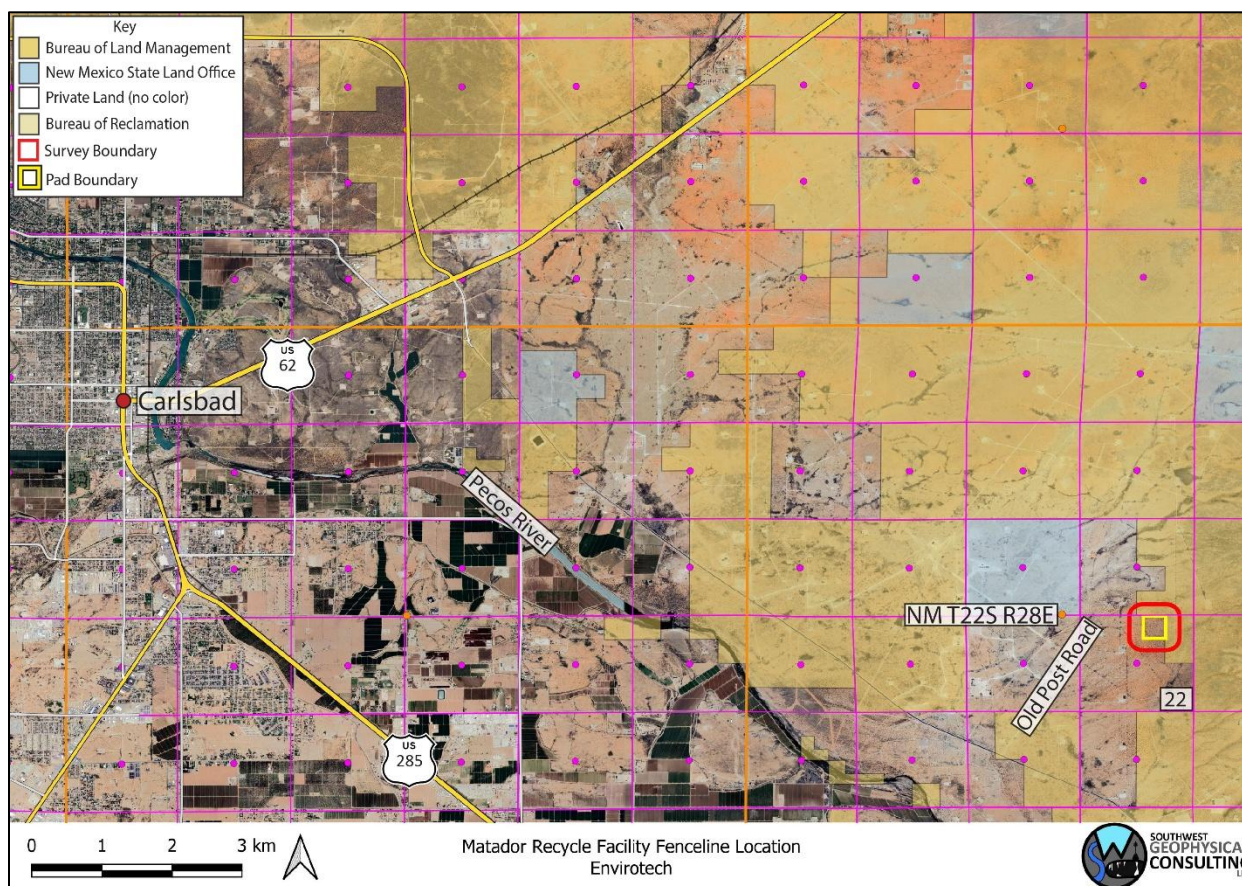 Key
Bureau of Land Management
New Mexico State Land Office
Private Land (no color)
Bureau of Reclamation
Survey Boundary
Pad Boundary
US
62
Carlsbad
Pecos River
NM T22S R28E
Old Post Road
22
US
285
0 1 2 3 km
Matador Recycle Facility Fenceline Location
Envirotech
SOUTHWEST
GEOPHYSICAL
CONSULTING